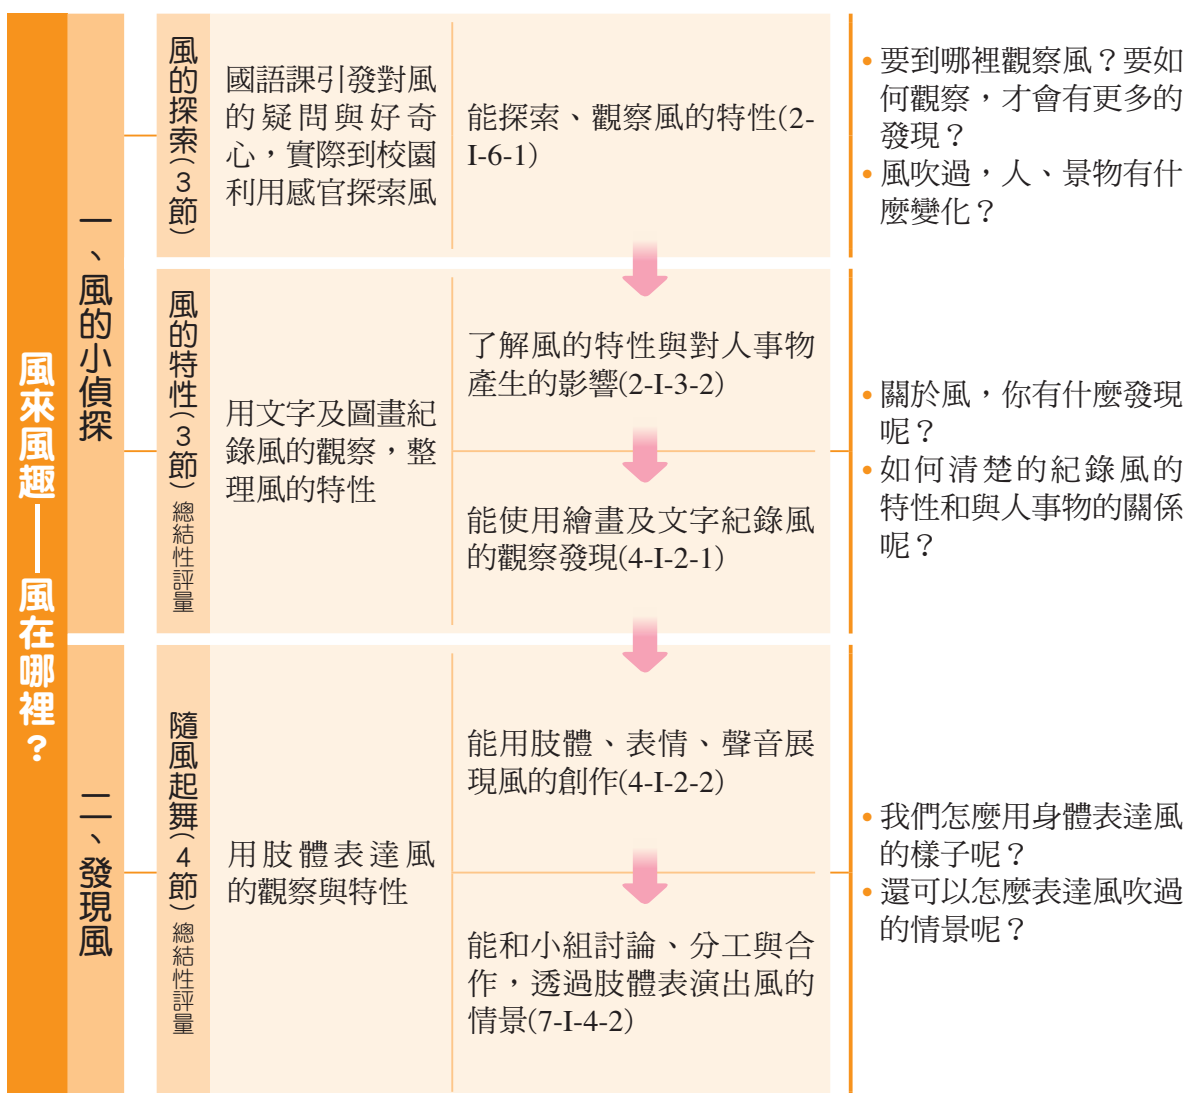 風來風趣——風在哪裡？
一、風的小偵探
風的探索（3節）
國語課引發對風
的疑問與好奇
心，實際到校園
利用感官探索風
能探索、觀察風的特性(2-
I-6-1)
•要到哪裡觀察風？要如
何觀察，才會有更多的
發現？
•風吹過，人、景物有什
麼變化？
風的特性（3節）總結性評量
用文字及圖畫紀
錄風的觀察，整
理風的特性
了解風的特性與對人事物
產生的影響(2-I-3-2)
能使用繪畫及文字紀錄風
的觀察發現(4-I-2-1)
•關於風，你有什麼發現
呢？
•如何清楚的紀錄風的
特性和與人事物的關係
呢？
二、發現風
隨風起舞（4節）總結性評量
用肢體表達風
的觀察與特性
能用肢體、表情、聲音展
現風的創作(4-I-2-2)
能和小組討論、分工與合
作，透過肢體表演出風的
情景(7-I-4-2)
•我們怎麼用身體表達風
的樣子呢？
•還可以怎麼表達風吹過
的情景呢？